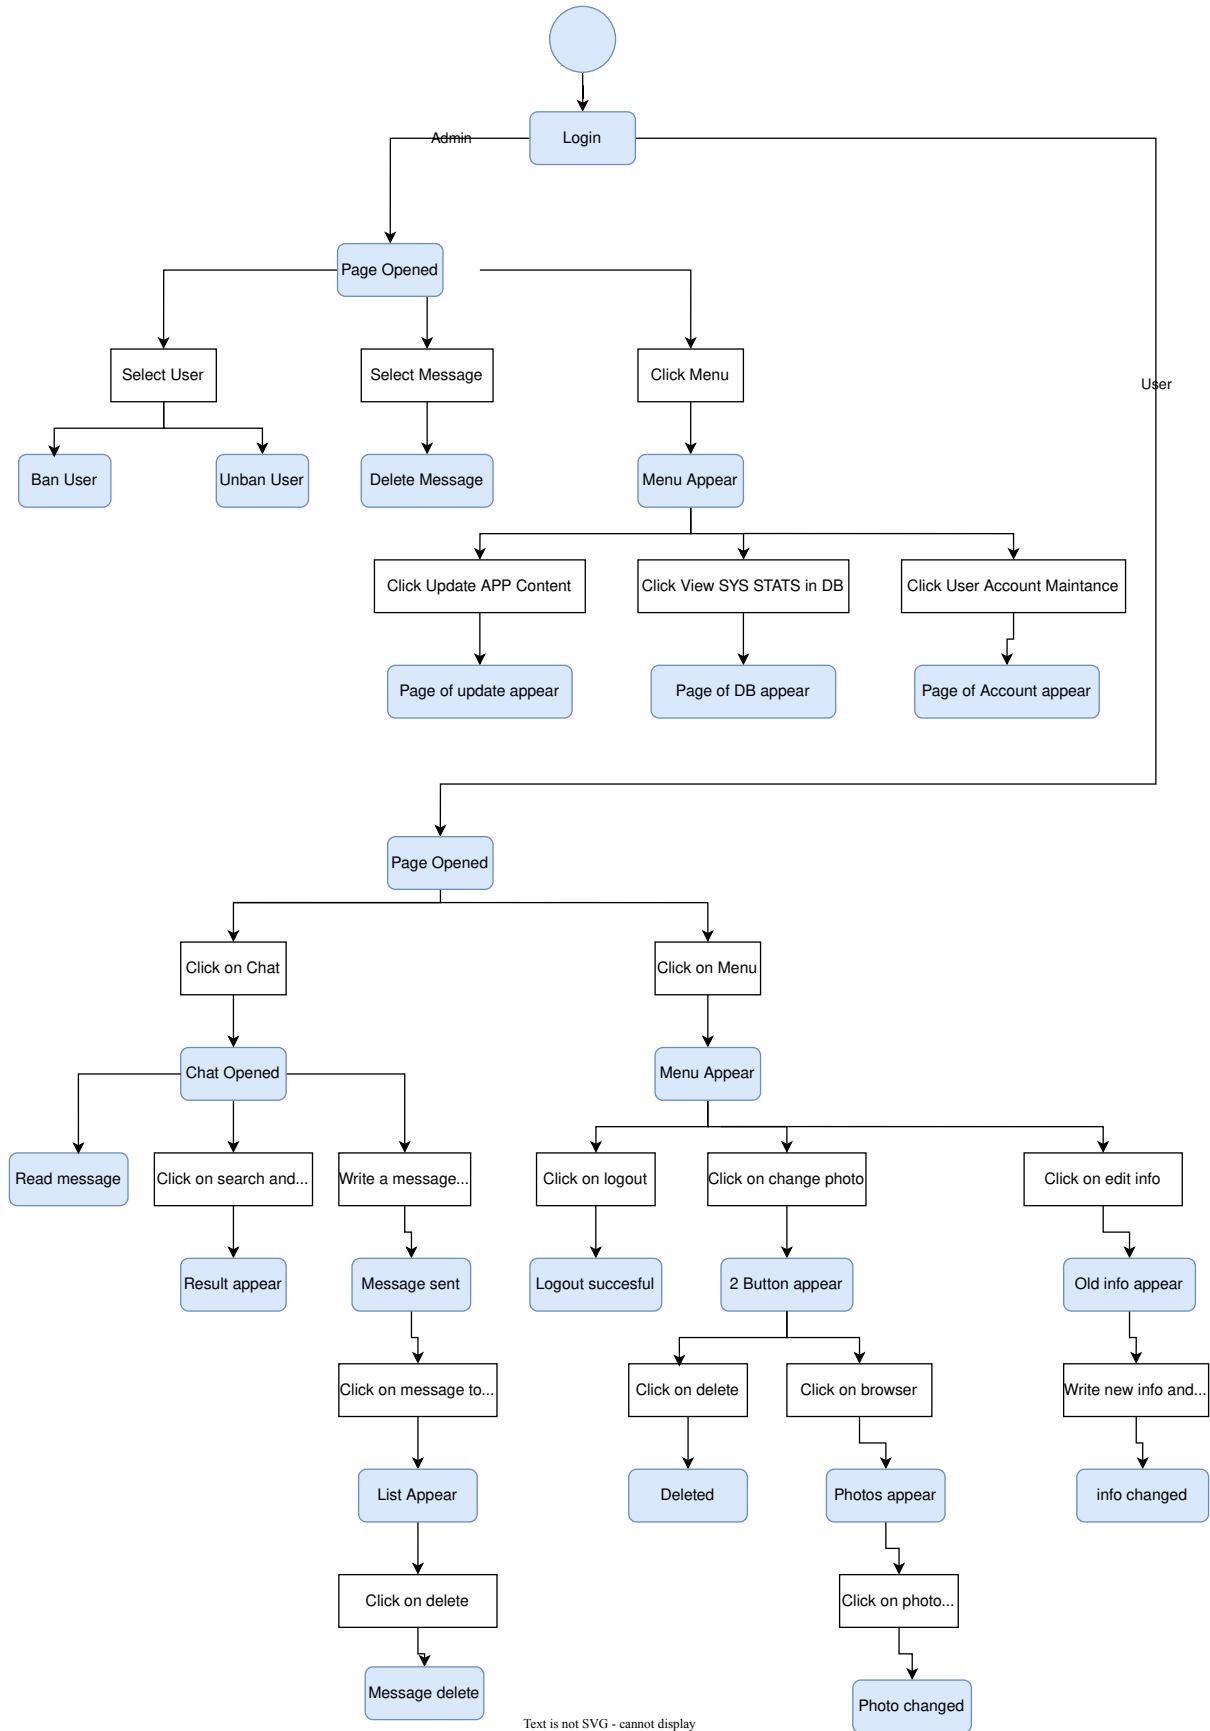 Login
Admin
User
Page Opened
Select User
Select Message
Click Menu
Ban User
Unban User
Delete Message
Menu Appear
Click Update APP Content
Click View SYS STATS in DB
Click User Account Maintance
Page of update appear
Page of DB appear
Page of Account appear
Page Opened
Click on Chat
Click on Menu
Chat Opened
Menu Appear
Read message
Click on search and...
Write a message...
Click on logout
Click on change photo
Click on edit info
Result appear
Message sent
Logout succesful
2 Button appear
Old info appear
Click on message to...
Click on delete
Click on browser
Write new info and...
List Appear
Deleted
Photos appear
info changed
Click on delete
Click on photo...
Message delete
Photo changed
Text is not SVG - cannot display